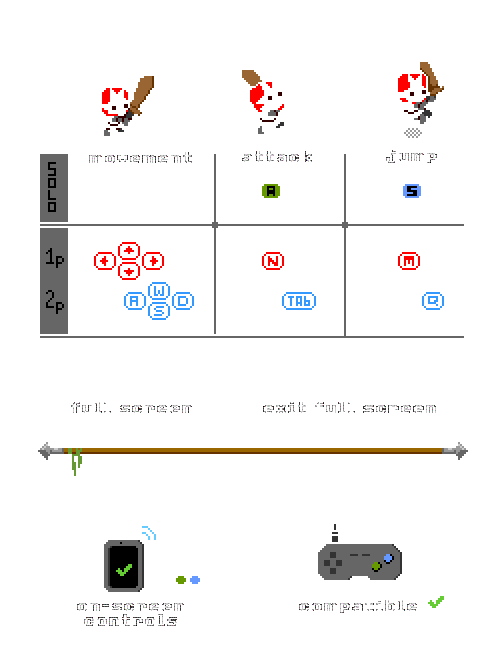 movement attack jump
SOLO A S
1P N M
W
2P A S D TAb Q
full screen exit full screen
on-screen
controls
compatible